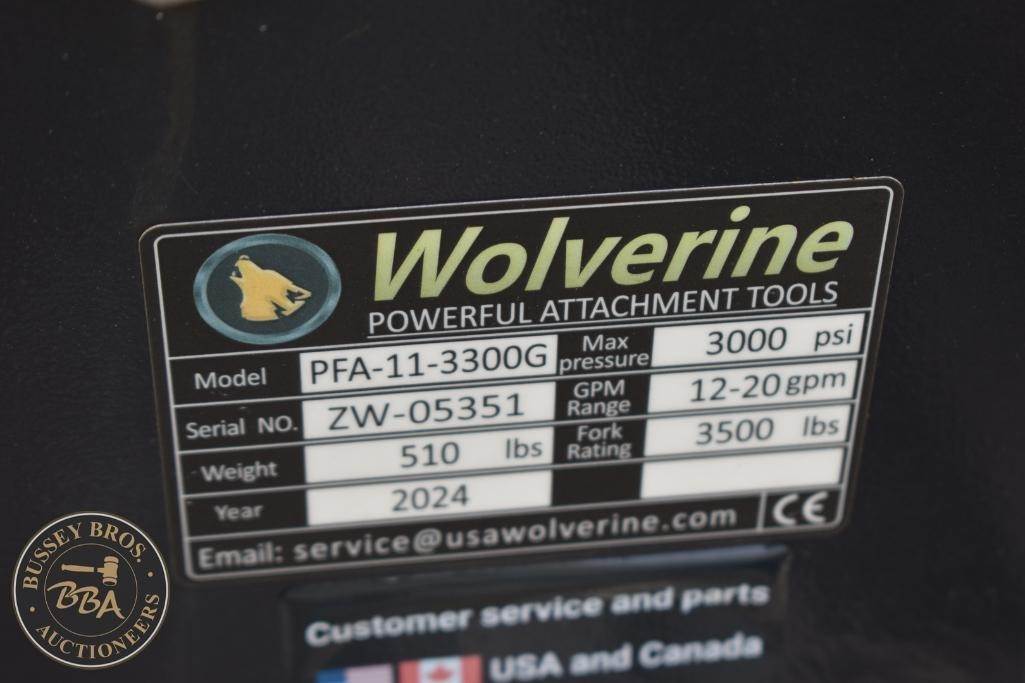 Wolverine
POWERFUL ATTACHMENT TOOLS
Model PFA-11-3300G Max pressure 3000 psi
Serial NO. ZW-05351 GPM Range 12-20 gpm
Weight 510 lbs Fork Rating 3500 lbs
Year 2024
Email: service@usawolverine.com CE
Customer service and parts
USA and Canada
BUSSEY BROS.
BBA
AUCTIONEERS